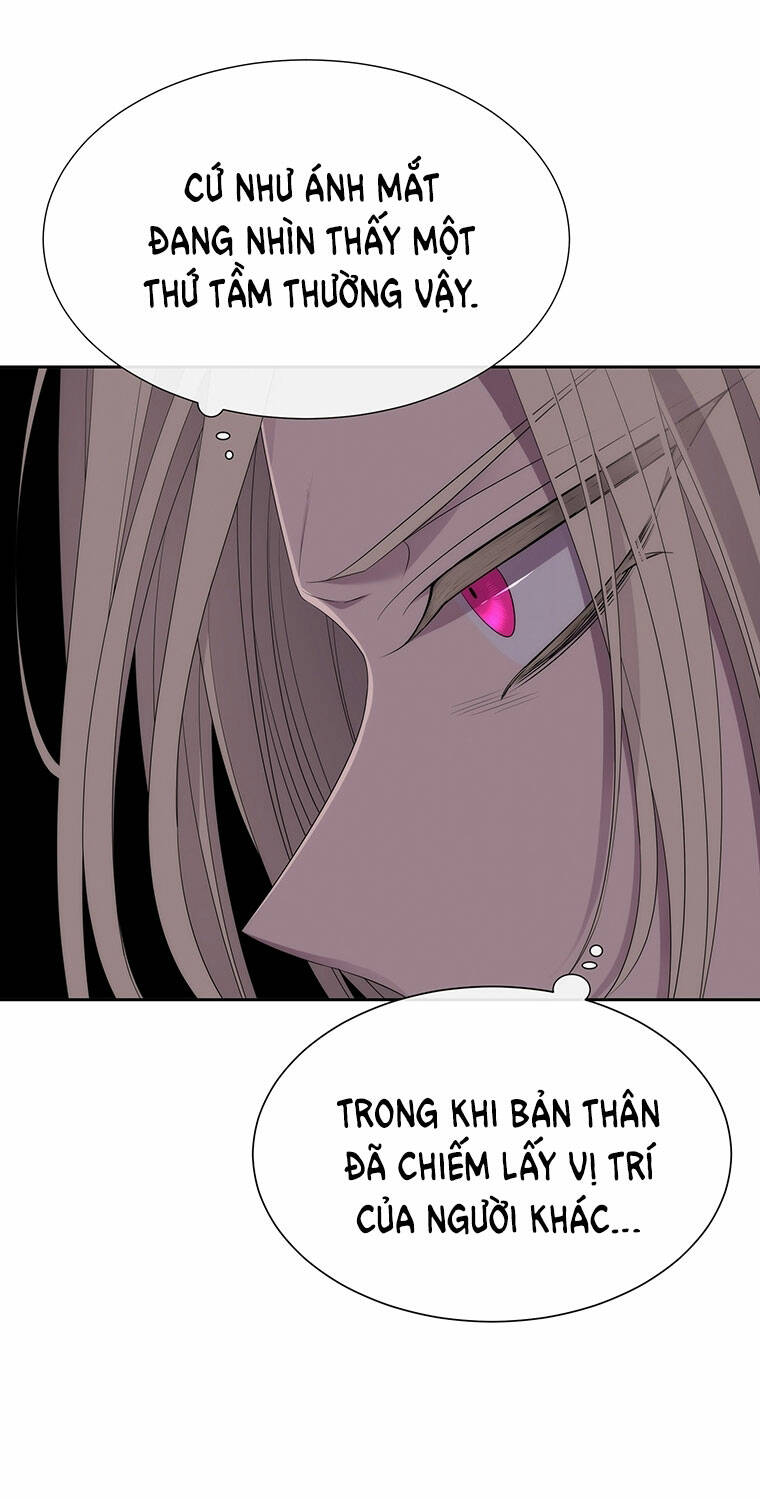 CỨ NHƯ ÁNH MẮT
ĐANG NHÌN THẤY MỘT
THỨ TẦM THƯỜNG VẬY.
TRONG KHI BẢN THÂN
ĐÃ CHIẾM LẤY VỊ TRÍ
CỦA NGƯỜI KHÁC...